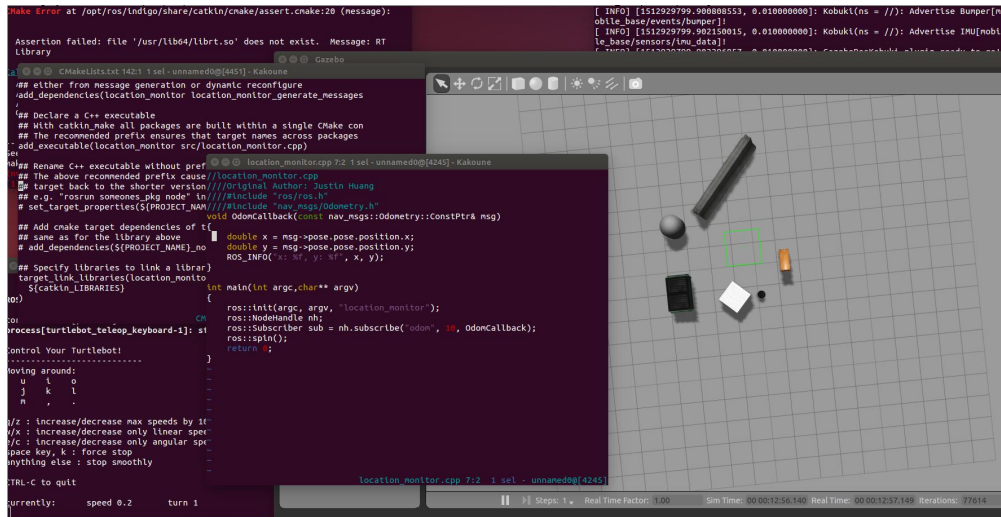 CMake Error at /opt/ros/indigo/share/catkin/cmake/assert.cmake:20 (message):
Assertion failed: file '/usr/lib64/librt.so' does not exist.  Message: RT
Library
[ INFO] [1512929799.900808553, 0.010000000]: Kobuki(ns = //): Advertise Bumper[m
obile_base/events/bumper]!
[ INFO] [1512929799.902150015, 0.010000000]: Kobuki(ns = //): Advertise IMU[mobi
le_base/sensors/imu_data]!
Gazebo
CMakeLists.txt 142:1 1 sel - unnamed0@[4451] - Kakoune
## either from message generation or dynamic reconfigure
add_dependencies(location_monitor location_monitor_generate_messages
## Declare a C++ executable
## With catkin_make all packages are built within a single CMake con
## The recommended prefix ensures that target names across packages
add_executable(location_monitor src/location_monitor.cpp)
## Rename C++ executable without pref
## The above recommended prefix cause
## target back to the shorter version
## e.g. "rosrun someones_pkg node" in
# set_target_properties(${PROJECT_NAM
## Add cmake target dependencies of t
## same as for the library above
# add_dependencies(${PROJECT_NAME}_no
## Specify libraries to link a librar
target_link_libraries(location_monito
${catkin_LIBRARIES}
)
location_monitor.cpp 7:2 1 sel - unnamed0@[4245] - Kakoune
//location_monitor.cpp
////Original Author: Justin Huang
////#include "ros/ros.h"
////#include "nav_msgs/Odometry.h"
void OdomCallback(const nav_msgs::Odometry::ConstPtr& msg)
{
double x = msg->pose.pose.position.x;
double y = msg->pose.pose.position.y;
ROS_INFO("x: %f, y: %f", x, y);
}
int main(int argc,char** argv)
{
ros::init(argc, argv, "location_monitor");
ros::NodeHandle nh;
ros::Subscriber sub = nh.subscribe("odom", 10, OdomCallback);
ros::spin();
return 0;
}
~
~
~
~
~
~
~
~
~
location_monitor.cpp 7:2 1 sel - unnamed0@[4245]
process[turtlebot_teleop_keyboard-1]: st
Control Your Turtlebot!
---------------------------
Moving around:
u    i    o
j    k    l
m    ,    .
q/z : increase/decrease max speeds by 10
w/x : increase/decrease only linear spee
e/c : increase/decrease only angular spe
space key, k : force stop
anything else : stop smoothly
CTRL-C to quit
currently:      speed 0.2       turn 1
Steps: 1 Real Time Factor: 1.00 Sim Time: 00 00:12:56.140 Real Time: 00 00:12:57.149 Iterations: 77614